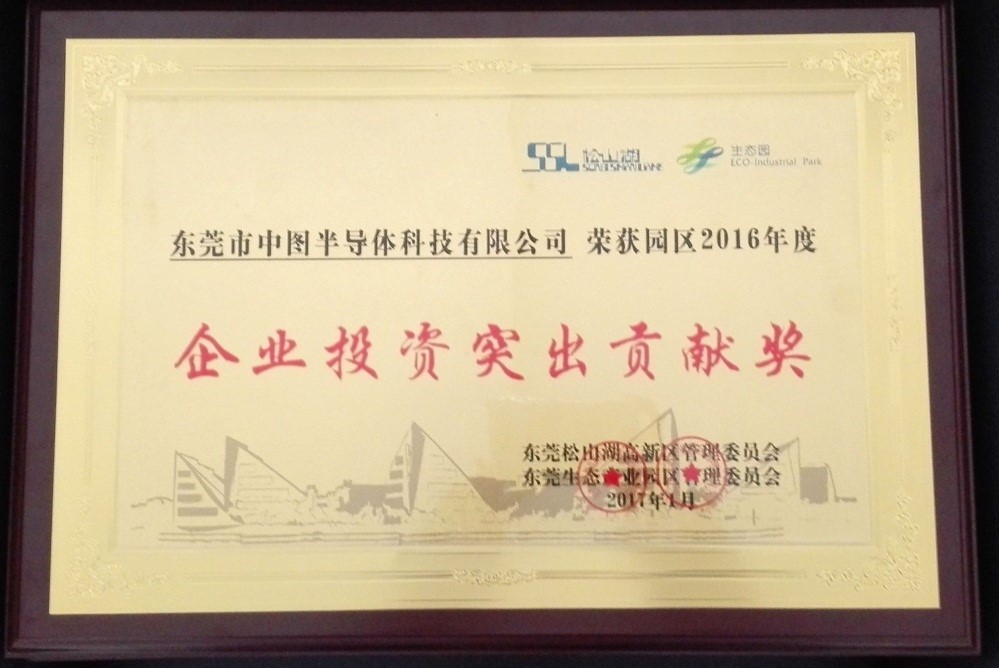 SSL 松山湖
生态园
ECO-Industrial Park
东莞市中图半导体科技有限公司 荣获园区2016年度
企业投资突出贡献奖
东莞松山湖高新区管理委员会
东莞生态产业园区管理委员会
2017年1月